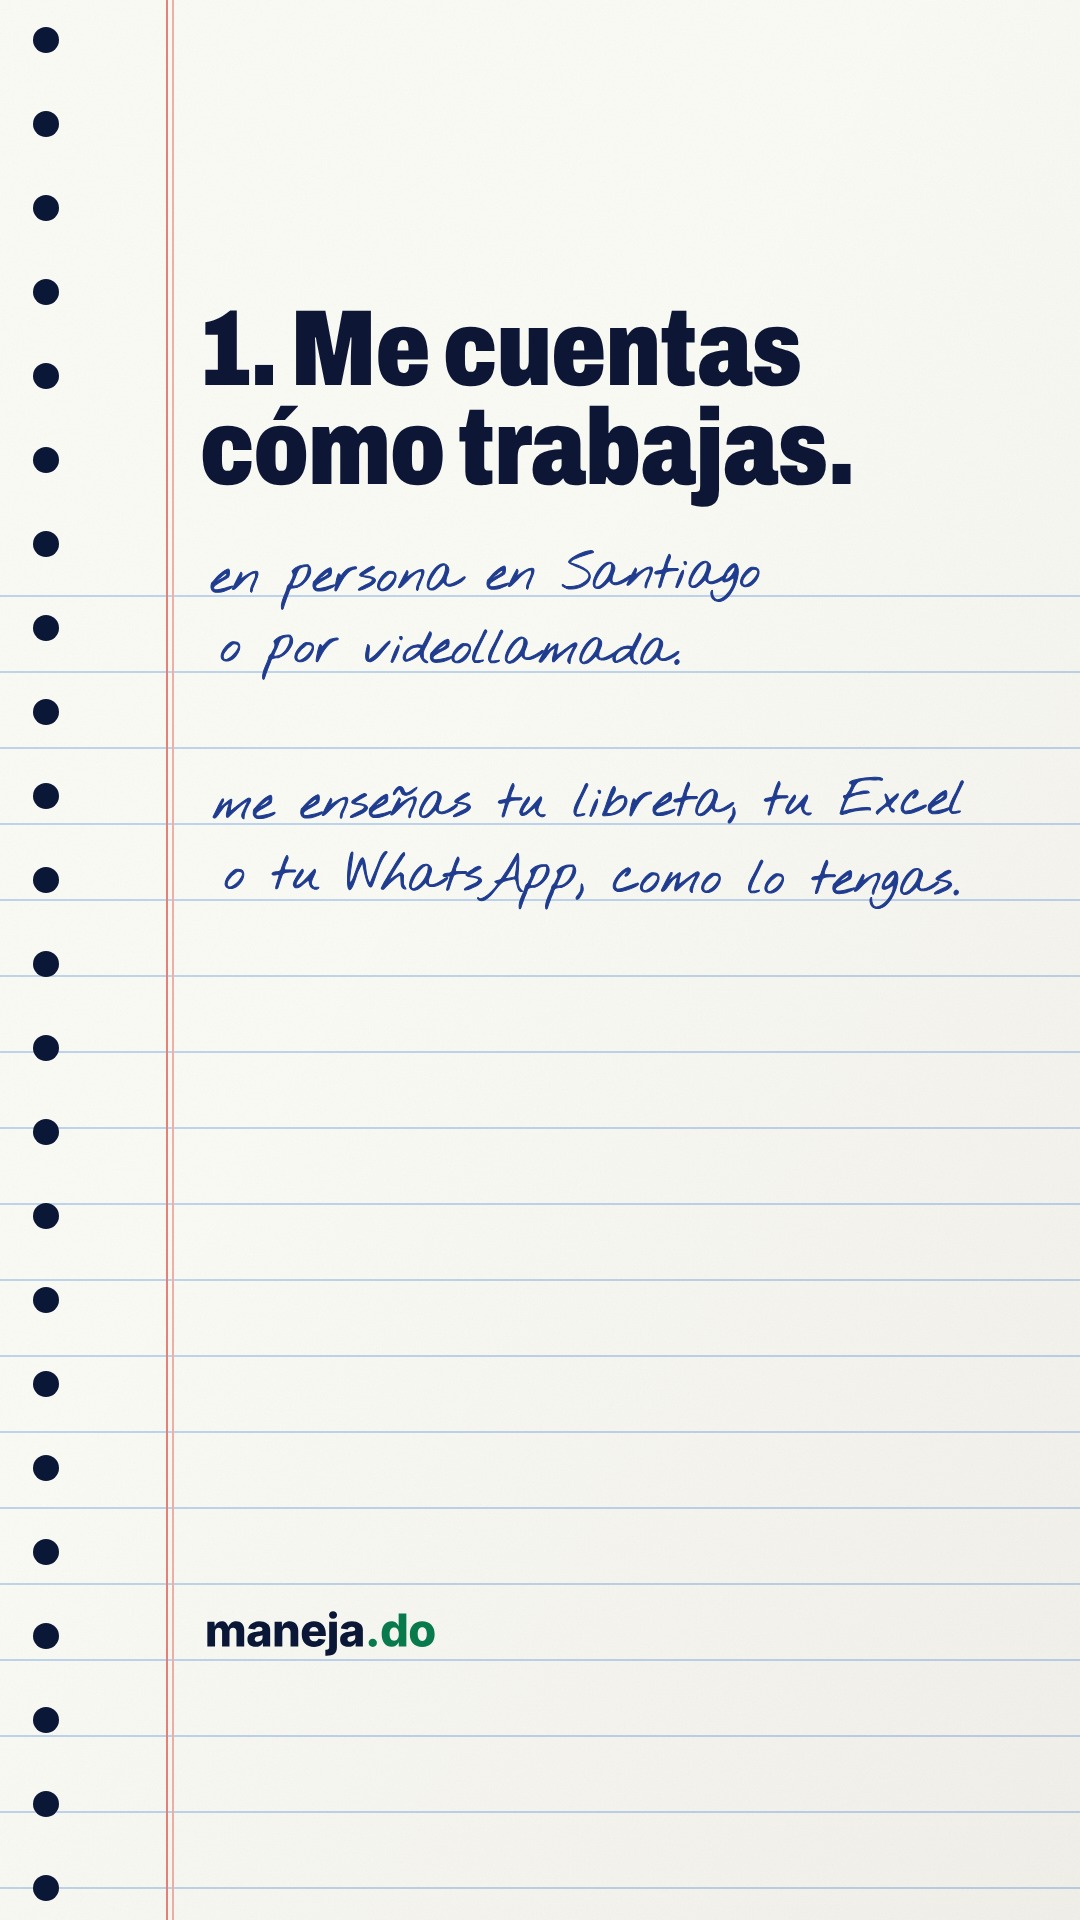 1. Me cuentas
cómo trabajas.
en persona en Santiago
o por videollamada.
me enseñas tu libreta, tu Excel
o tu WhatsApp, como lo tengas.
maneja.do